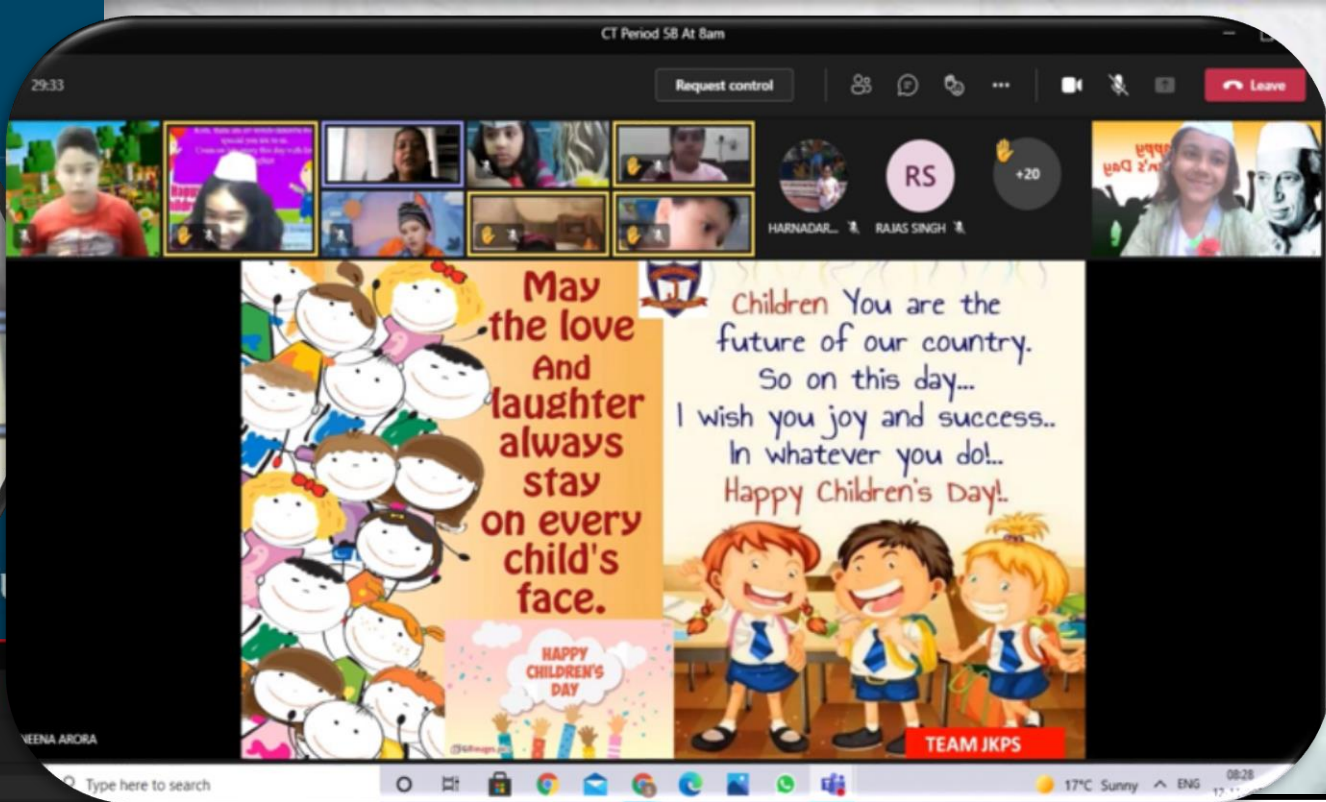 CT Period 5B At 8am
29:33
Request control
Leave
HARNADAR...
RS
RAJAS SINGH
+20
May
the love
And
laughter
always
stay
on every
child's
face.
HAPPY
CHILDREN'S
DAY
Children You are the
future of our country.
So on this day...
I wish you joy and success..
In whatever you do!..
Happy Children's Day!.
TEAM JKPS
NEENA ARORA
Type here to search
17°C Sunny
ENG
08:28